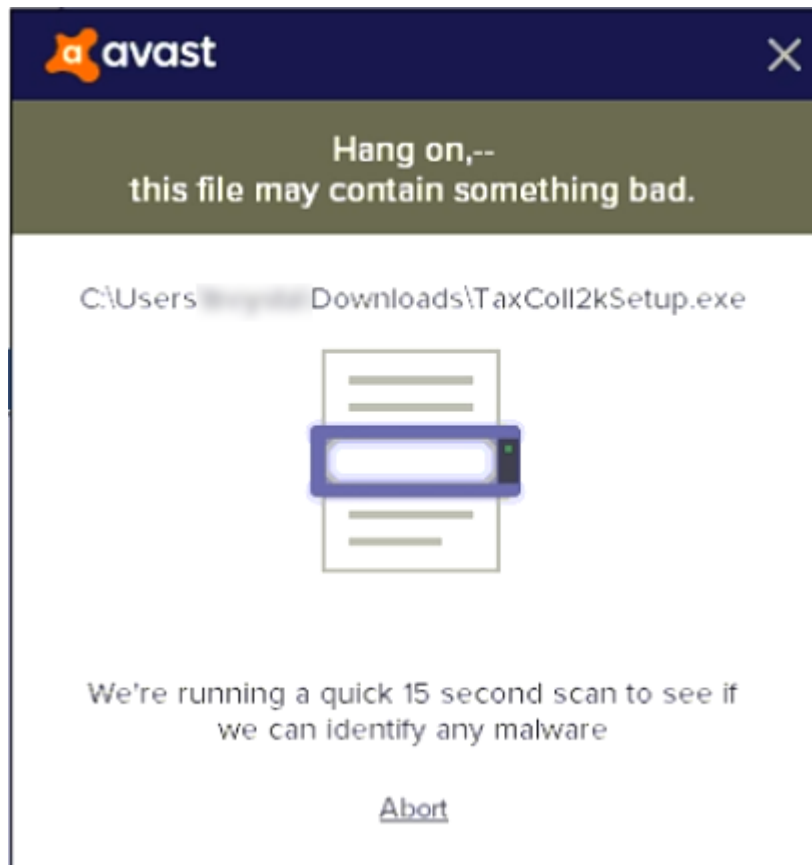 a avast
Hang on,--
this file may contain something bad.
C:\Users Downloads\TaxColl2kSetup.exe
We're running a quick 15 second scan to see if
we can identify any malware
Abort